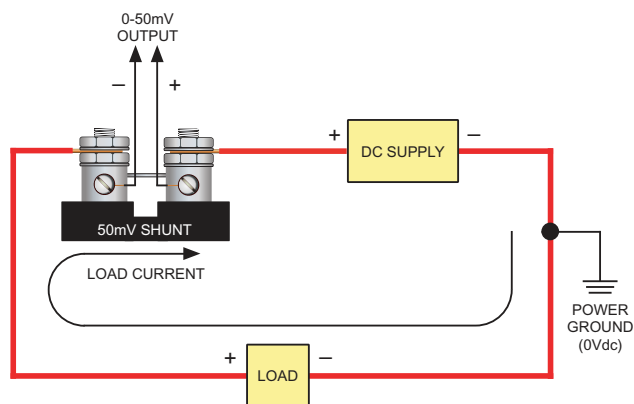 0-50mV
OUTPUT
– +
+ DC SUPPLY –
50mV SHUNT
LOAD CURRENT
POWER
GROUND
(0Vdc)
+ LOAD –